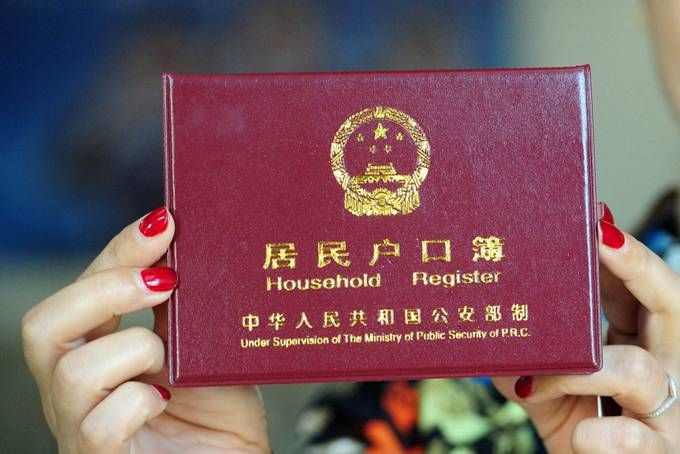 居民户口簿
Household Register
中华人民共和国公安部制
Under Supervision of The Ministry of Public Security of P.R.C.